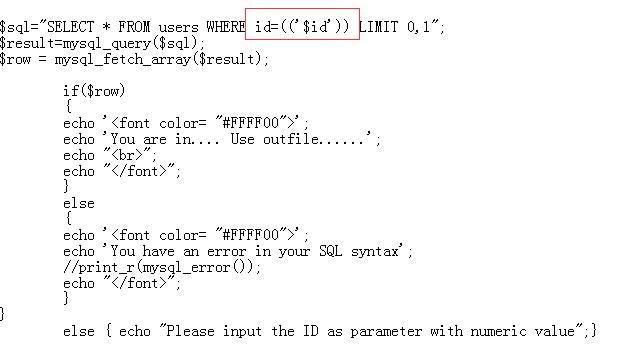 $sql="SELECT * FROM users WHERE id=(('$id')) LIMIT 0,1";
$result=mysql_query($sql);
$row = mysql_fetch_array($result);
if($row)
{
echo '<font color= "#FFFF00">';
echo 'You are in.... Use outfile......';
echo "<br>";
echo "</font>";
}
else
{
echo '<font color= "#FFFF00">';
echo 'You have an error in your SQL syntax';
//print_r(mysql_error());
echo "</font>";
}
}
else { echo "Please input the ID as parameter with numeric value";}